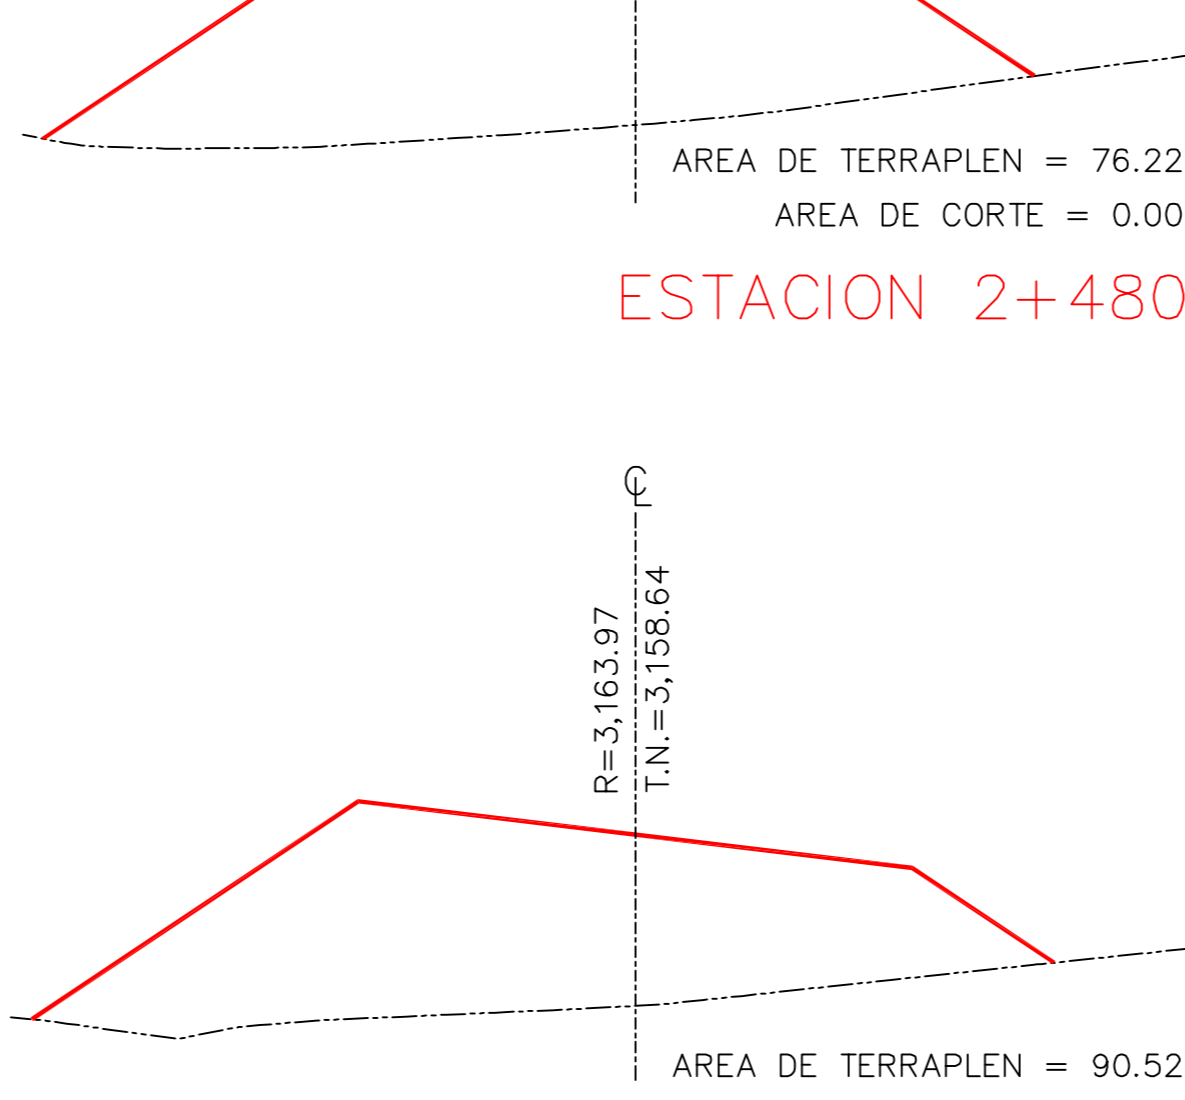 AREA DE TERRAPLEN = 76.22
AREA DE CORTE = 0.00
ESTACION 2+480
℄
R=3,163.97
T.N.=3,158.64
AREA DE TERRAPLEN = 90.52